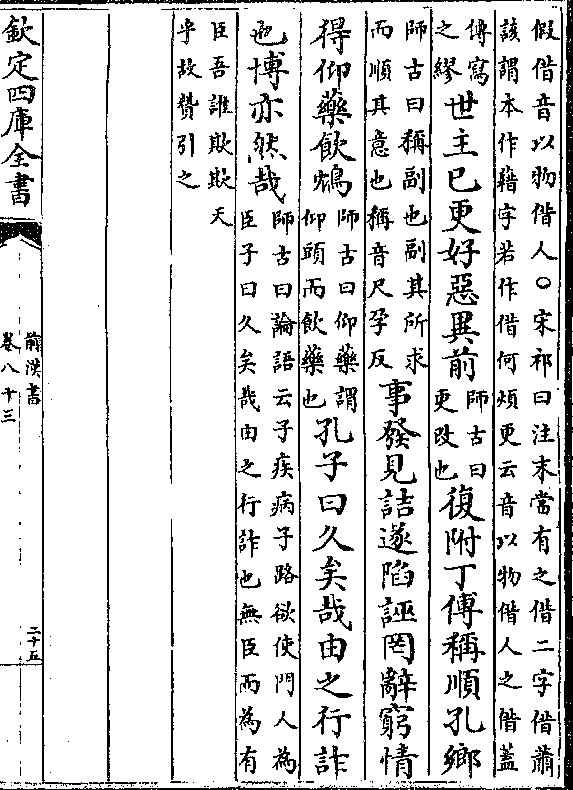 假借音以物借人○宋祁曰注末當有之借二字借蕭
該謂本作藉字若作借何煩更云音以物借人之借蓋
傳寫之繆世主已更好惡異前師古曰更改也復附丁傅稱順孔鄉
師古曰稱副也副其所求而順其意也稱音尺孕反事發見詰遂陷誣罔辭窮情
得仰藥飲鴆師古曰仰藥謂仰頭而飲藥也孔子曰久矣哉由之行詐
也博亦然哉師古曰論語云子疾病子路欲使門人為臣子曰久矣哉由之行詐也無臣而為有
臣吾誰欺欺天乎故贊引之
欽定四庫全書
前漢書
卷八十三
二十五